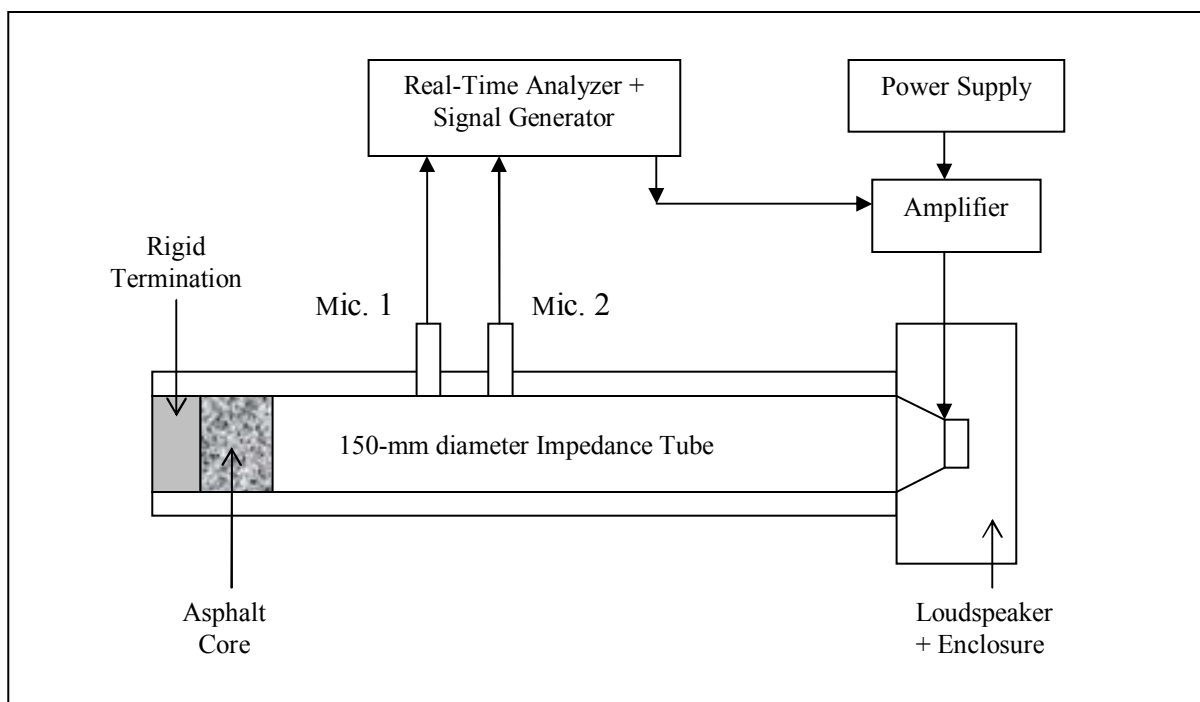 Real-Time Analyzer +
Signal Generator
Power Supply
Amplifier
Rigid
Termination
Mic. 1
Mic. 2
150-mm diameter Impedance Tube
Asphalt
Core
Loudspeaker
+ Enclosure